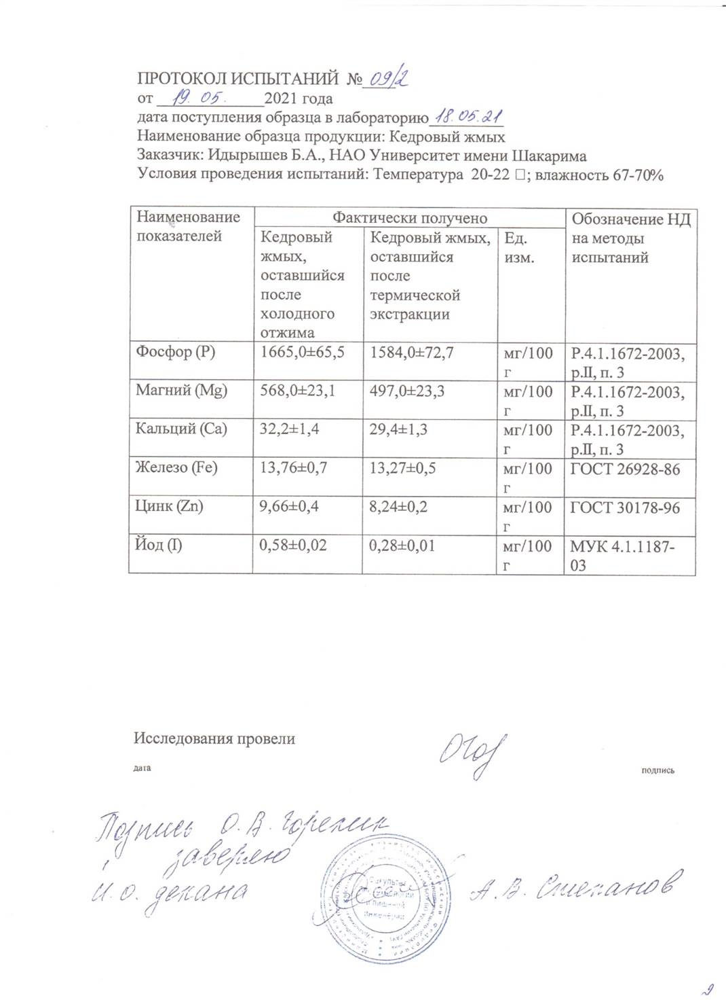 ПРОТОКОЛ ИСПЫТАНИЙ № 09/2
от 19.05. 2021 года
дата поступления образца в лабораторию 18.05.21
Наименование образца продукции: Кедровый жмых
Заказчик: Идырышев Б.А., НАО Университет имени Шакарима
Условия проведения испытаний: Температура 20-22 □; влажность 67-70%
Наименование показателей
Фактически получено
Обозначение НД на методы испытаний
Кедровый жмых, оставшийся после холодного отжима
Кедровый жмых, оставшийся после термической экстракции
Ед. изм.
Фосфор (P) 1665,0±65,5 1584,0±72,7 мг/100 г Р.4.1.1672-2003, р.II, п. 3
Магний (Mg) 568,0±23,1 497,0±23,3 мг/100 г Р.4.1.1672-2003, р.II, п. 3
Кальций (Ca) 32,2±1,4 29,4±1,3 мг/100 г Р.4.1.1672-2003, р.II, п. 3
Железо (Fe) 13,76±0,7 13,27±0,5 мг/100 г ГОСТ 26928-86
Цинк (Zn) 9,66±0,4 8,24±0,2 мг/100 г ГОСТ 30178-96
Йод (I) 0,58±0,02 0,28±0,01 мг/100 г МУК 4.1.1187-03
Исследования провели
дата
подпись
Подпись О.В. Горелик
заверяю
И.о. декана
А.В. Степанов
Факультет
и пищевой
инженерии
2